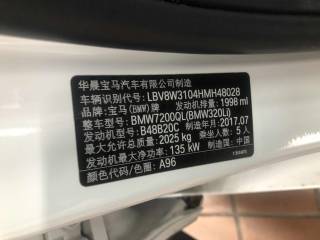 华晨宝马汽车有限公司制造
车辆识别代号: LBV8W3104HMH48028
品牌: 宝马(BMW)牌 发动机排量: 1998 ml
型号: BMW7200QL(BMW320Li)
发动机型号: B48B20C 制造年月: 2017.07
最大允许总质量: 2025 kg 乘坐人数: 5 人
发动机最大净功率: 135 kW 制造国: 中国
颜色代码/色圈: A96